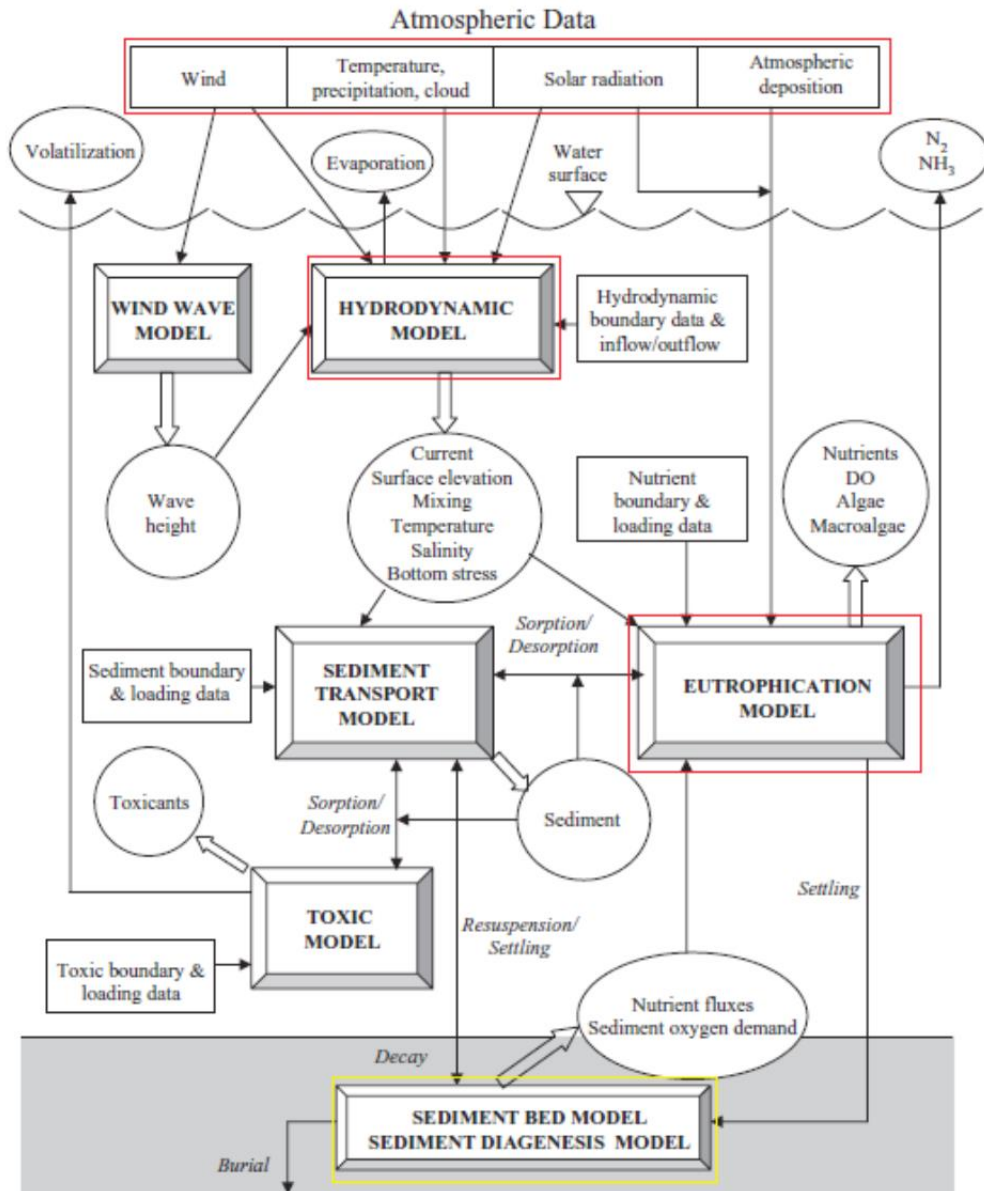 Atmospheric Data
Wind
Temperature,
precipitation, cloud
Solar radiation
Atmospheric
deposition
Volatilization
Evaporation
Water
surface
N2
NH3
WIND WAVE
MODEL
HYDRODYNAMIC
MODEL
Hydrodynamic
boundary data &
inflow/outflow
Wave
height
Current
Surface elevation
Mixing
Temperature
Salinity
Bottom stress
Nutrient
boundary &
loading data
Nutrients
DO
Algae
Macroalgae
Sediment boundary
& loading data
SEDIMENT
TRANSPORT
MODEL
Sorption/
Desorption
EUTROPHICATION
MODEL
Toxicants
Sorption/
Desorption
Sediment
TOXIC
MODEL
Toxic boundary &
loading data
Resuspension/
Settling
Settling
Nutrient fluxes
Sediment oxygen demand
Decay
SEDIMENT BED MODEL
SEDIMENT DIAGENESIS MODEL
Burial